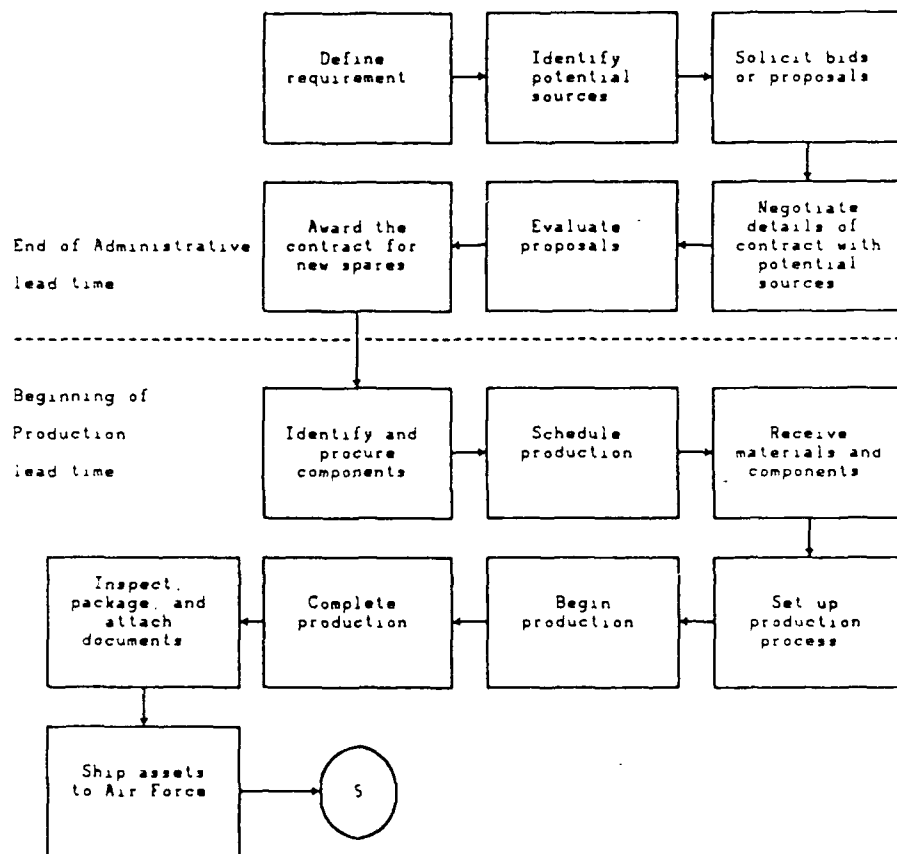 Define
requirement
Identify
potential
sources
Solicit bids
or proposals
Negotiate
details of
contract with
potential
sources
Evaluate
proposals
Award the
contract for
new spares
End of Administrative
lead time
Beginning of
Production
lead time
Identify and
procure
components
Schedule
production
Receive
materials and
components
Set up
production
process
Begin
production
Complete
production
Inspect,
package, and
attach
documents
Ship assets
to Air Force
S